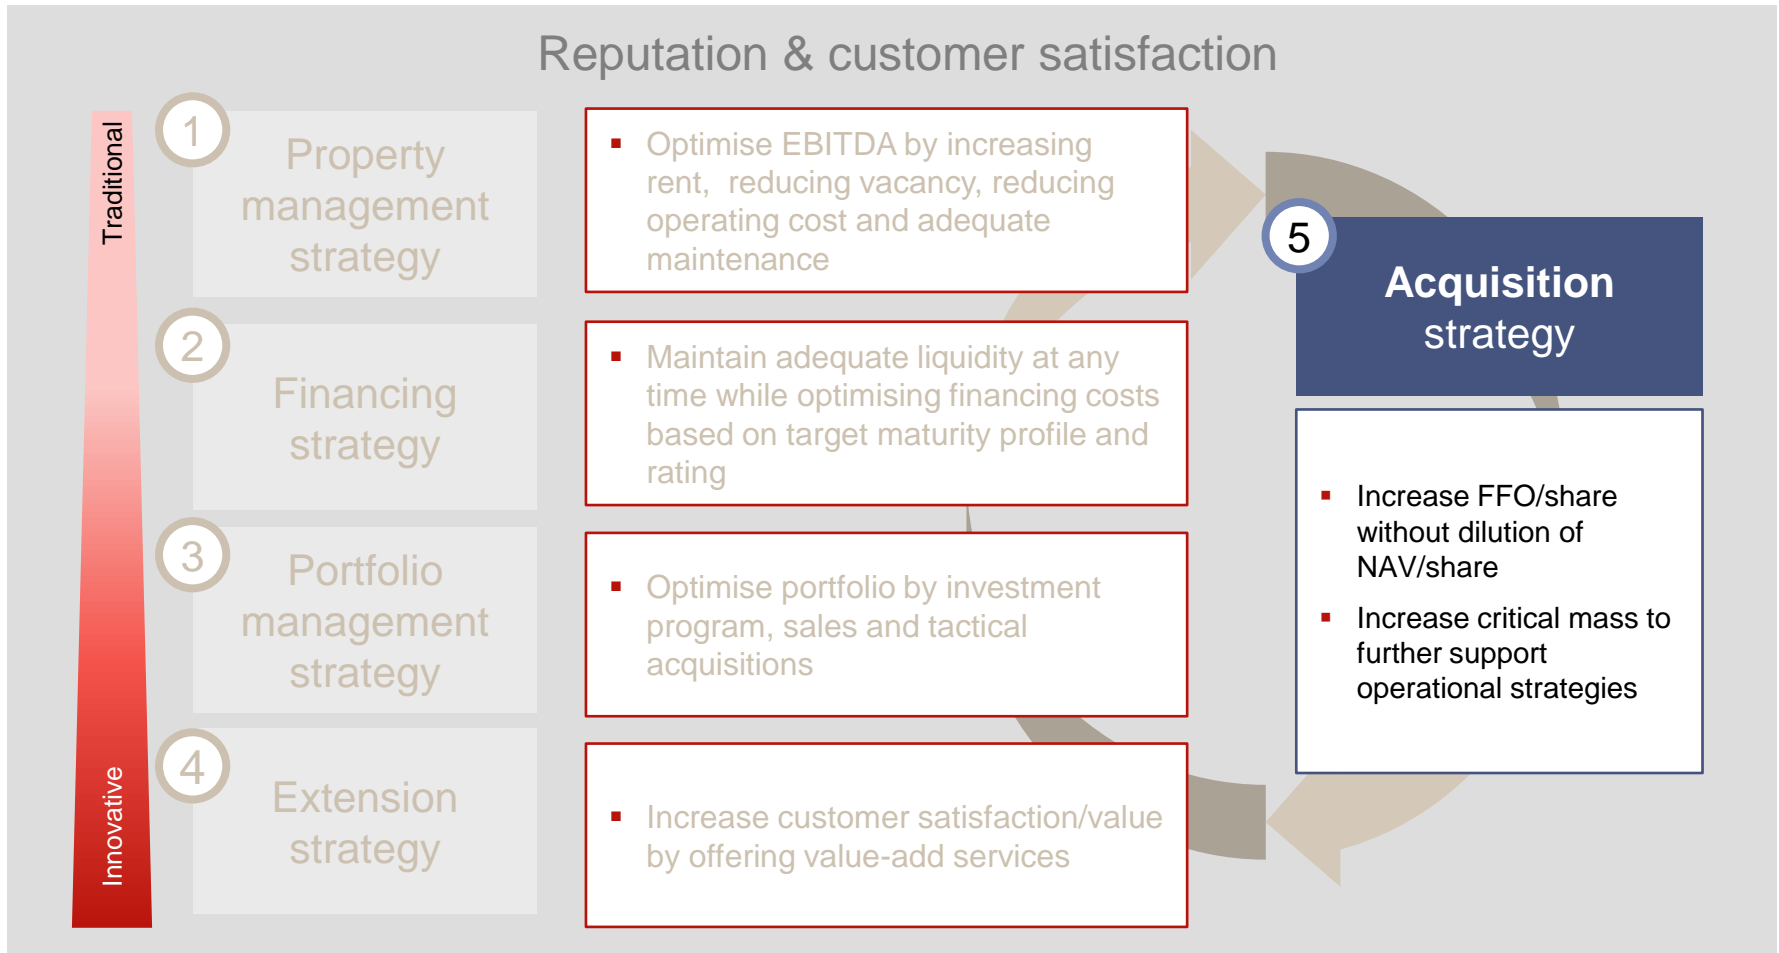 Reputation & customer satisfaction
Traditional
Innovative
1
Property
management
strategy
▪ Optimise EBITDA by increasing
rent, reducing vacancy, reducing
operating cost and adequate
maintenance
2
Financing
strategy
▪ Maintain adequate liquidity at any
time while optimising financing costs
based on target maturity profile and
rating
3
Portfolio
management
strategy
▪ Optimise portfolio by investment
program, sales and tactical
acquisitions
4
Extension
strategy
▪ Increase customer satisfaction/value
by offering value-add services
5
Acquisition
strategy
▪ Increase FFO/share
without dilution of
NAV/share
▪ Increase critical mass to
further support
operational strategies